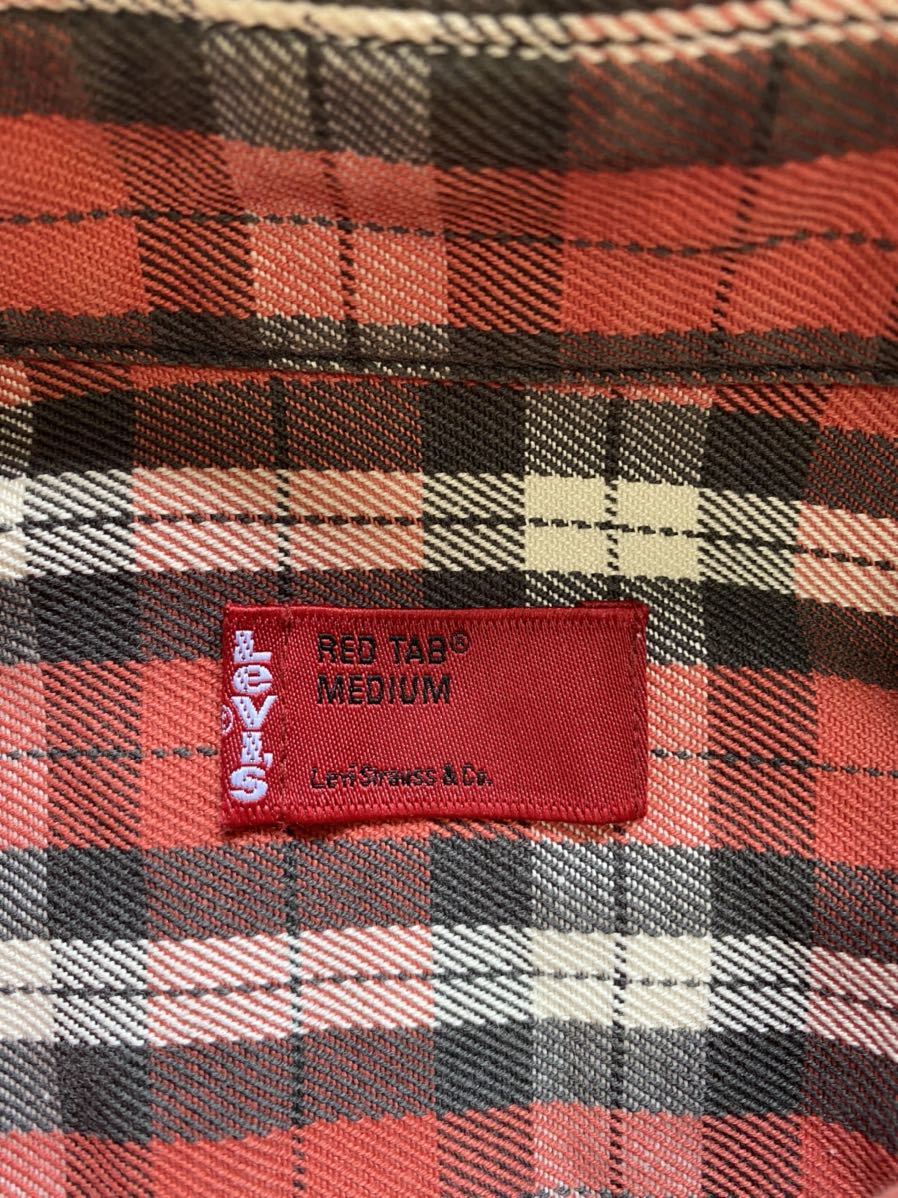 LEVI'S
®
RED TAB®
MEDIUM
Levi Strauss & Co.